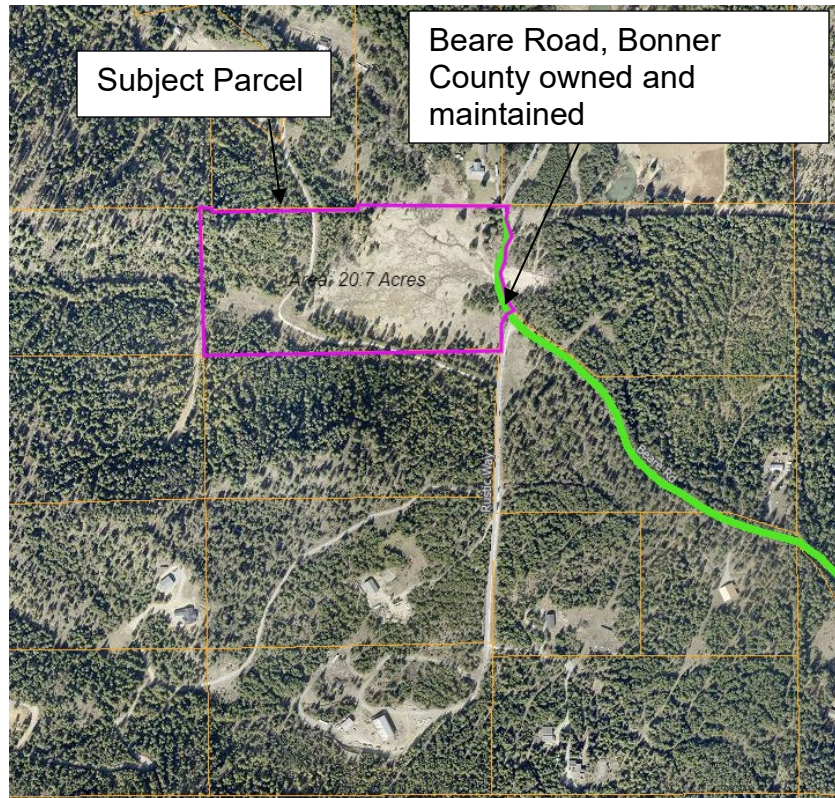 Subject Parcel
Beare Road, Bonner
County owned and
maintained
Area: 20.7 Acres
Rustic Way
Beare Rd